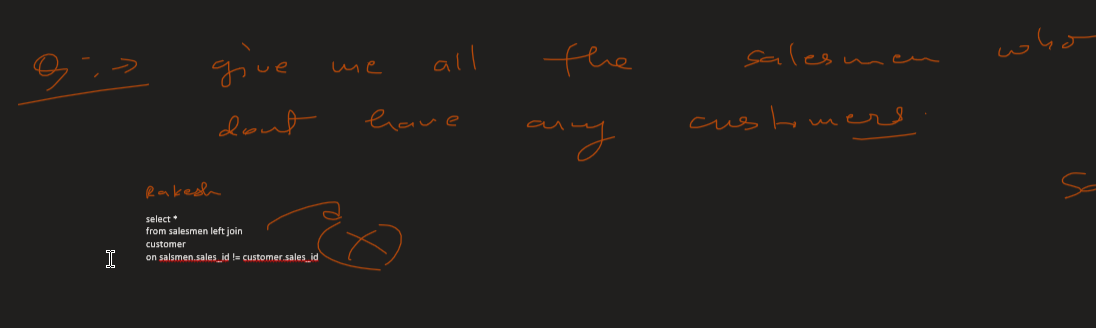 Q:⇒ give me all the salesmen who
dont have any customers.
Rakesh
select *
from salesmen left join
customer
on salsmen.sales_id != customer.sales_id